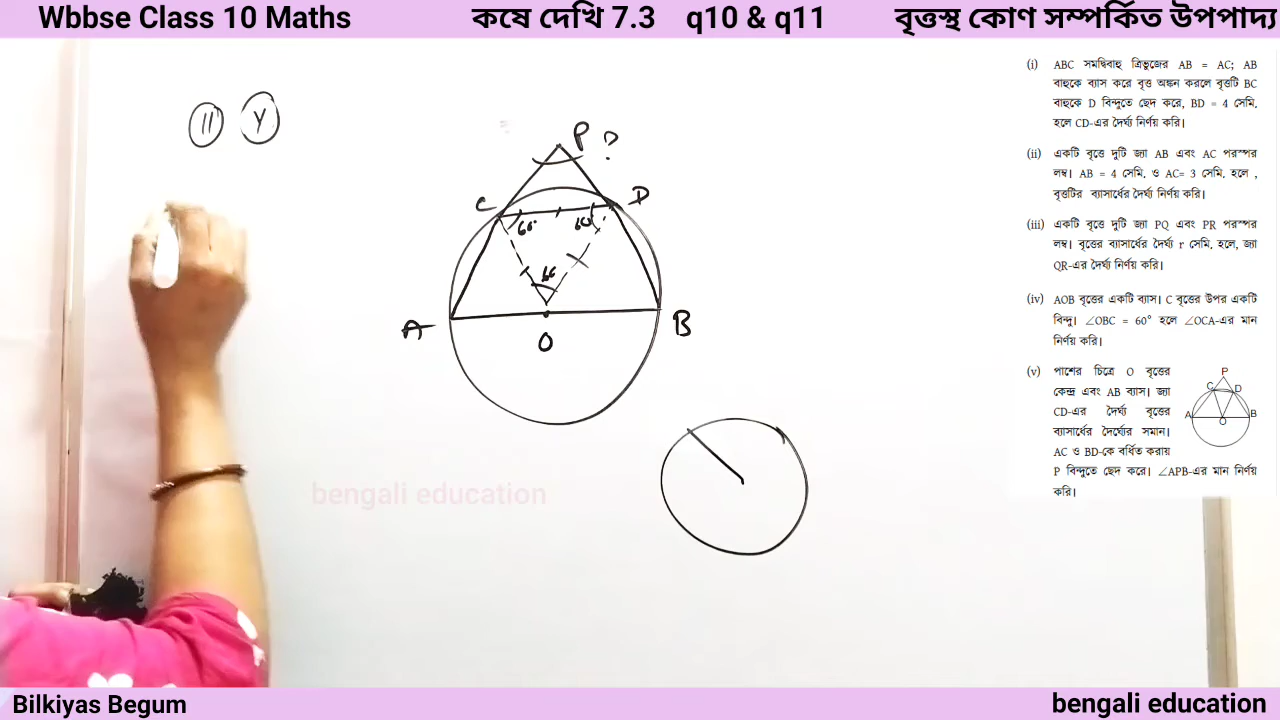 Wbbse Class 10 Maths কষে দেখি 7.3 q10 & q11 বৃত্তস্থ কোণ সম্পর্কিত উপপাদ্য
11 v
P ?
C D
60° 60°
60
A B
O
(i) ABC সমদ্বিবাহু ত্রিভুজের AB = AC; AB
বাহুকে ব্যাস করে বৃত্ত অঙ্কন করলে বৃত্তটি BC
বাহুকে D বিন্দুতে ছেদ করে, BD = 4 সেমি,
হলে CD-এর দৈর্ঘ্য নির্ণয় করি।
(ii) একটি বৃত্তে দুটি জ্যা AB এবং AC পরস্পর
লম্ব। AB = 4 সেমি, ও AC= 3 সেমি, হলে ,
বৃত্তটির ব্যাসার্ধের দৈর্ঘ্য নির্ণয় করি।
(iii) একটি বৃত্তে দুটি জ্যা PQ এবং PR পরস্পর
লম্ব। বৃত্তের ব্যাসার্ধের দৈর্ঘ্য r সেমি, হলে, জ্যা
QR-এর দৈর্ঘ্য নির্ণয় করি।
(iv) AOB বৃত্তের একটি ব্যাস। C বৃত্তের উপর একটি
বিন্দু। ∠OBC = 60° হলে ∠OCA-এর মান
নির্ণয় করি।
(v) পাশের চিত্রে O বৃত্তের
কেন্দ্র এবং AB ব্যাস। জ্যা
CD-এর দৈর্ঘ্য বৃত্তের
ব্যাসার্ধের দৈর্ঘ্যের সমান।
AC ও BD-কে বর্ধিত করায়
P বিন্দুতে ছেদ করে। ∠APB-এর মান নির্ণয়
করি।
P
C D
A B
O
bengali education
Bilkiyas Begum bengali education